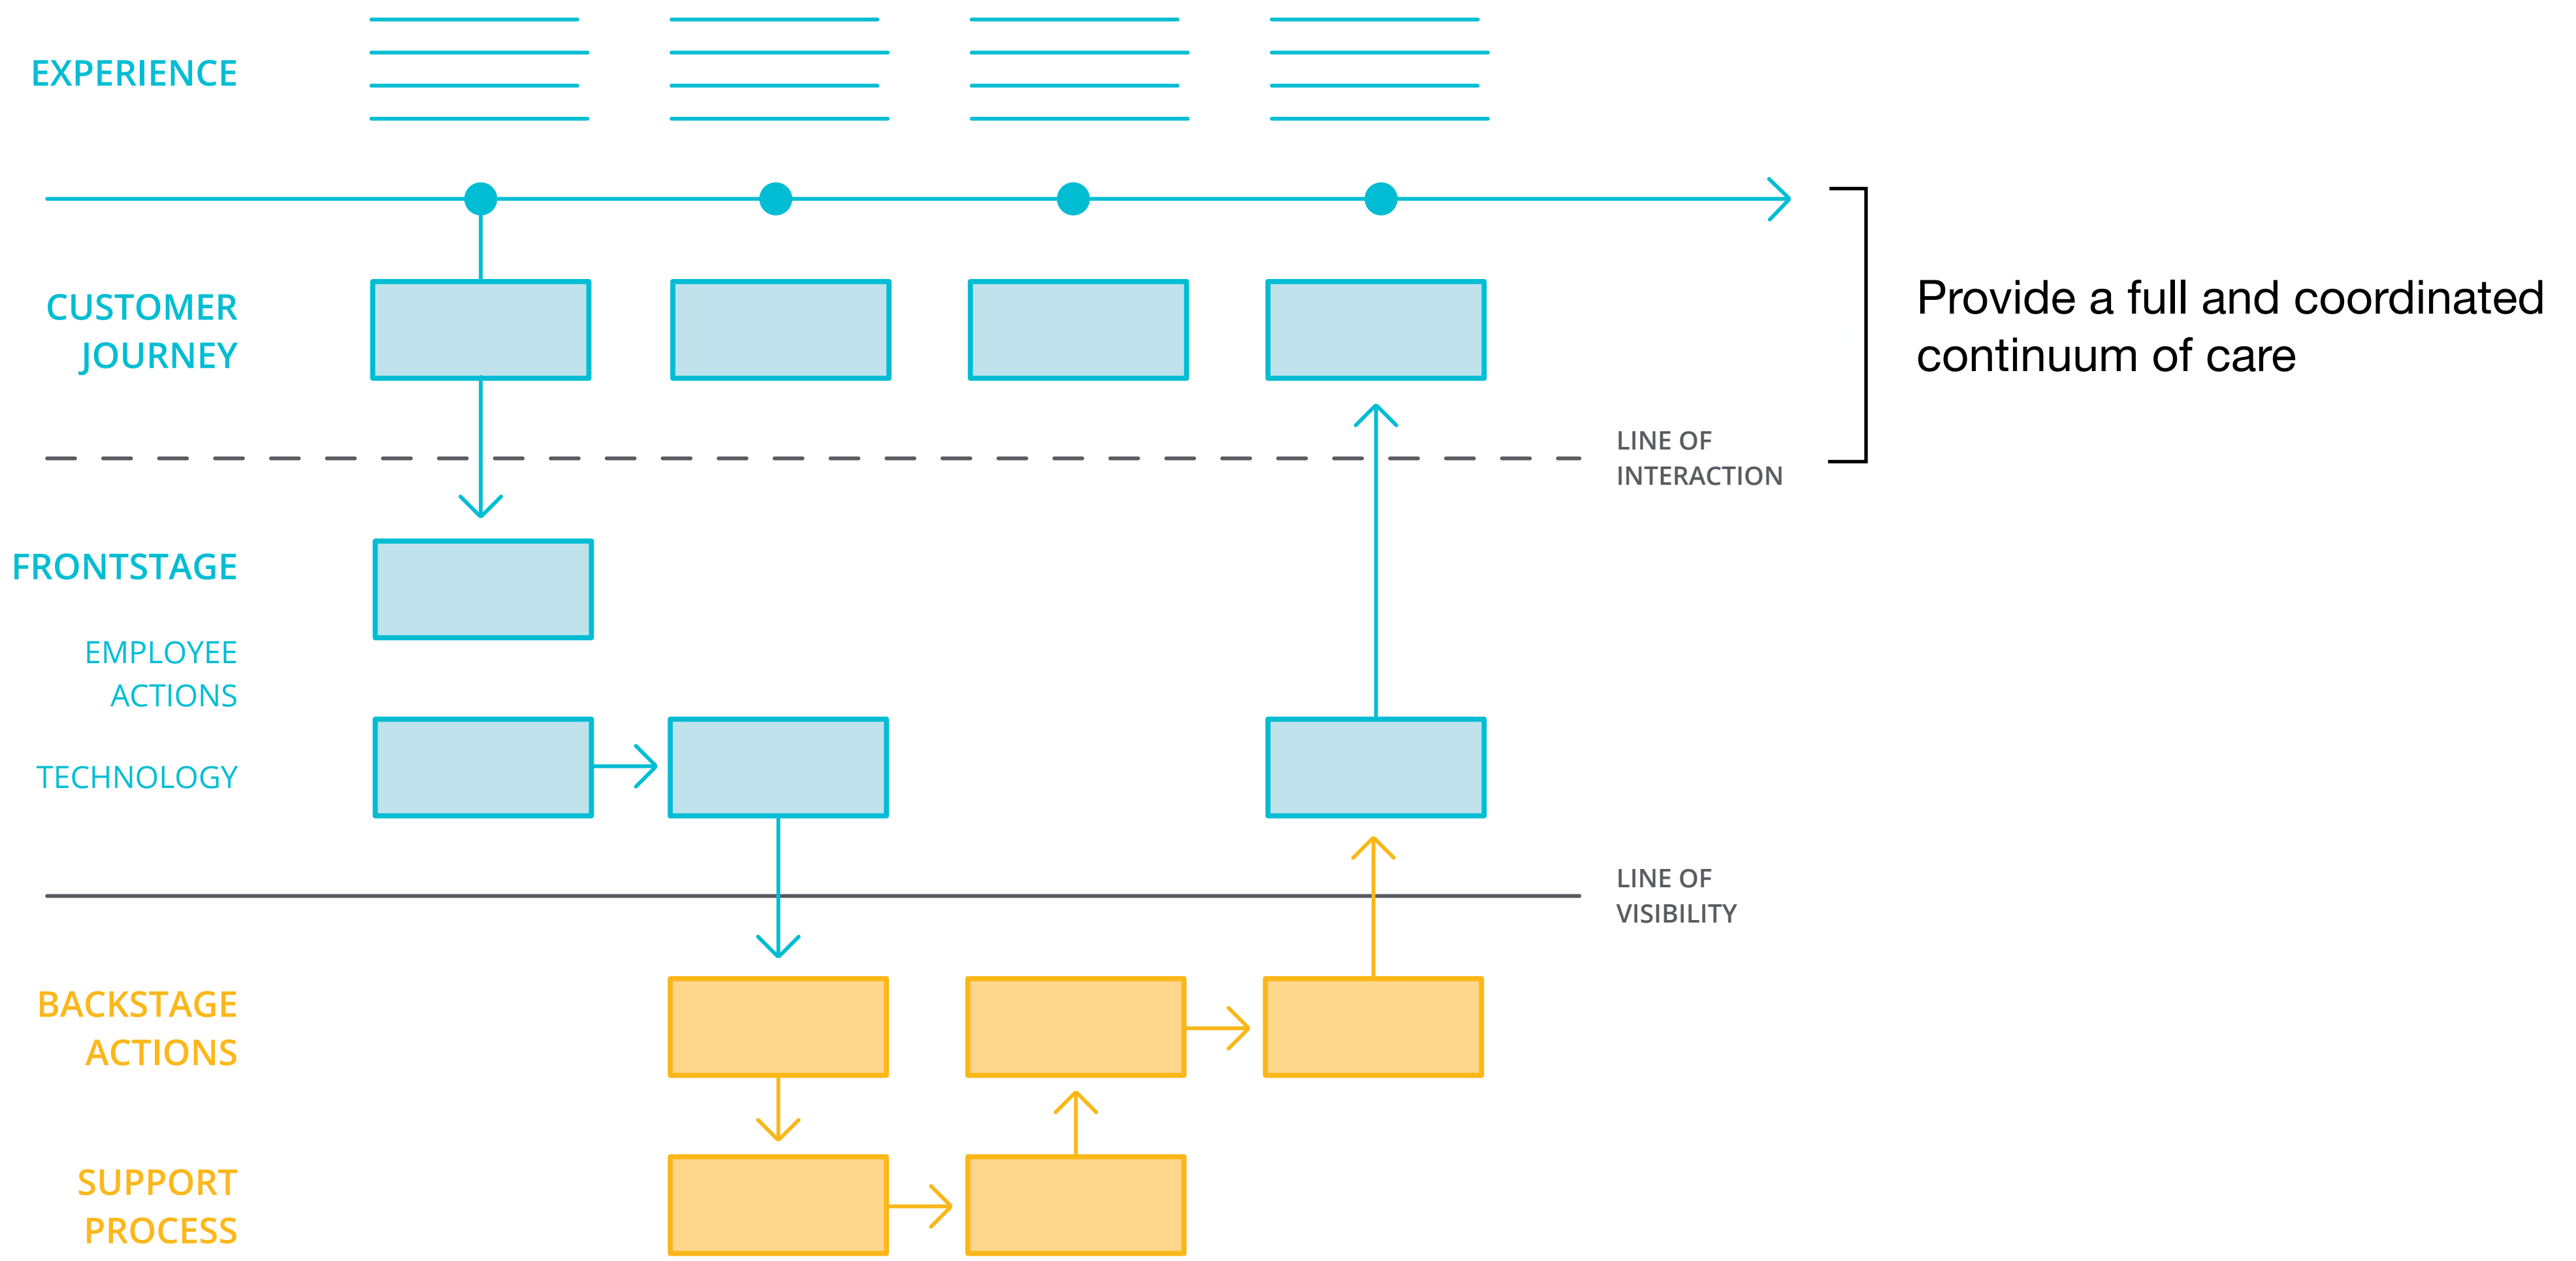 EXPERIENCE
CUSTOMER
JOURNEY
Provide a full and coordinated
continuum of care
LINE OF
INTERACTION
FRONTSTAGE
EMPLOYEE
ACTIONS
TECHNOLOGY
LINE OF
VISIBILITY
BACKSTAGE
ACTIONS
SUPPORT
PROCESS